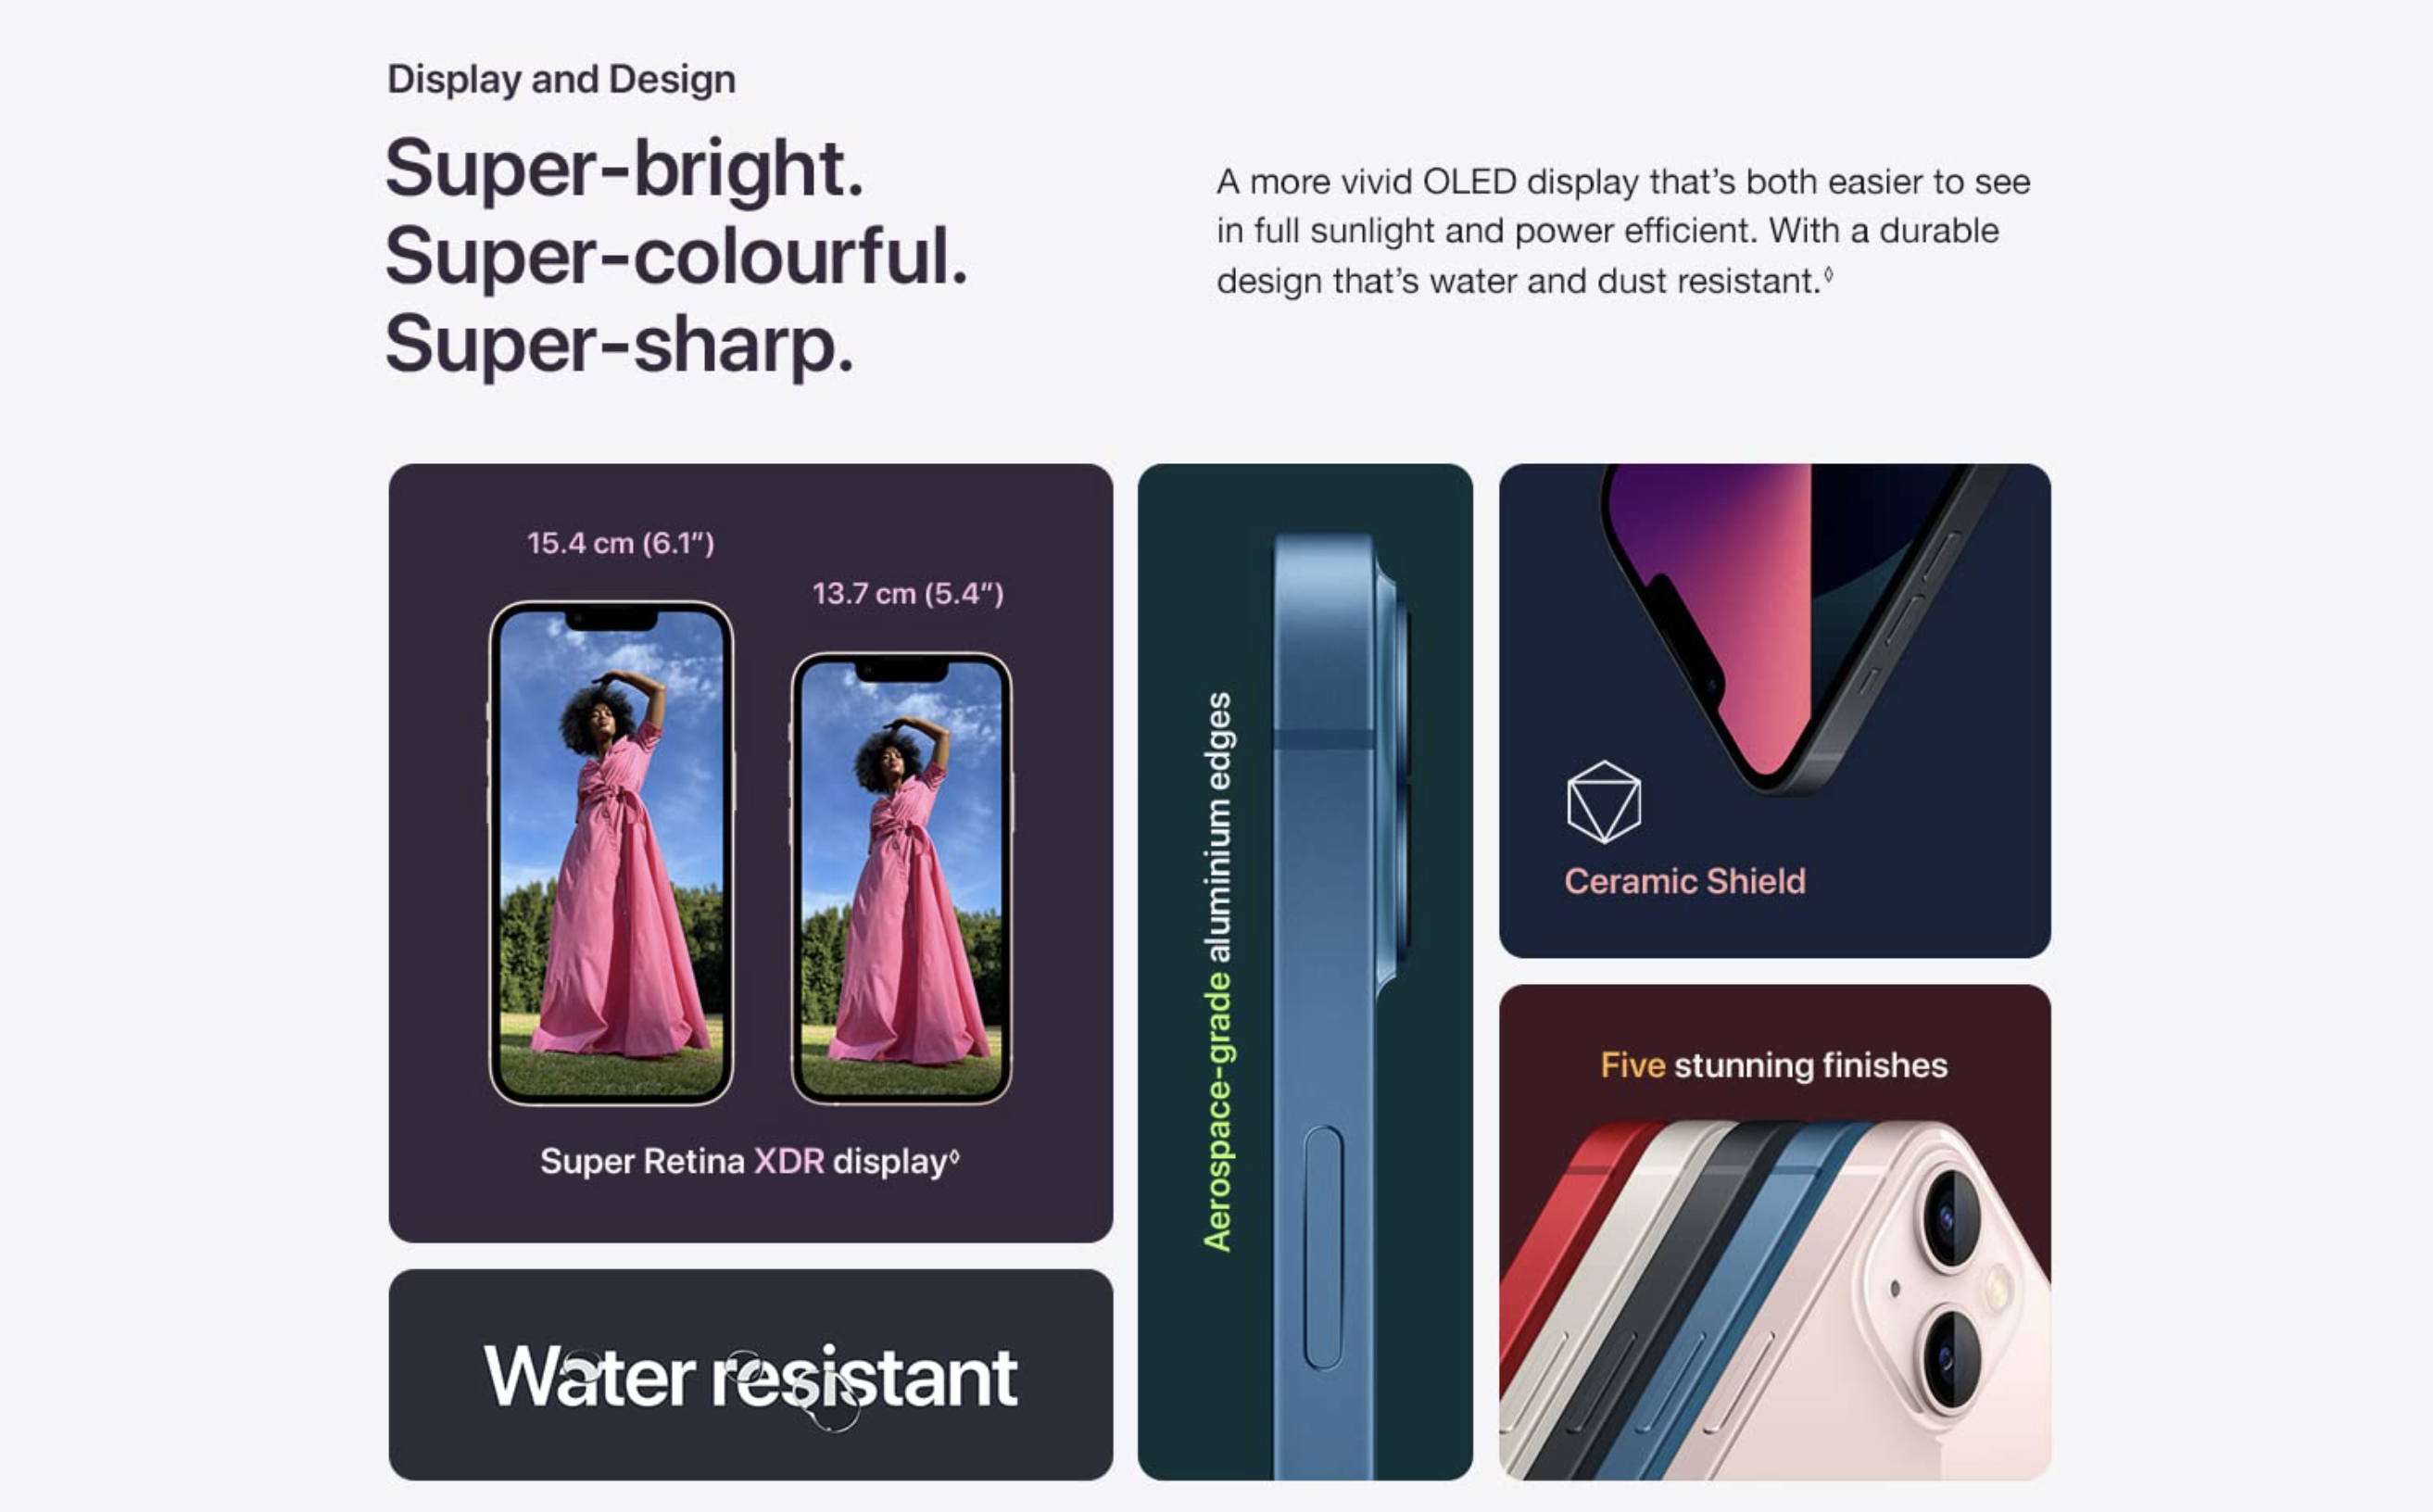 Display and Design
Super-bright.
Super-colourful.
Super-sharp.
A more vivid OLED display that’s both easier to see
in full sunlight and power efficient. With a durable
design that’s water and dust resistant.◊
15.4 cm (6.1″)
13.7 cm (5.4″)
Super Retina XDR display◊
Water resistant
Aerospace-grade aluminium edges
Ceramic Shield
Five stunning finishes